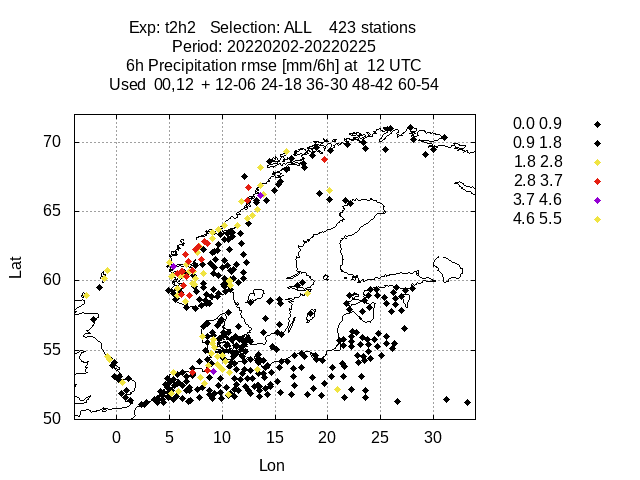 Exp: t2h2   Selection: ALL    423 stations
Period: 20220202-20220225
6h Precipitation rmse [mm/6h] at  12 UTC
Used  00,12  + 12-06 24-18 36-30 48-42 60-54
0.0 0.9
0.9 1.8
1.8 2.8
2.8 3.7
3.7 4.6
4.6 5.5
70
65
60
55
50
Lat
0 5 10 15 20 25 30
Lon